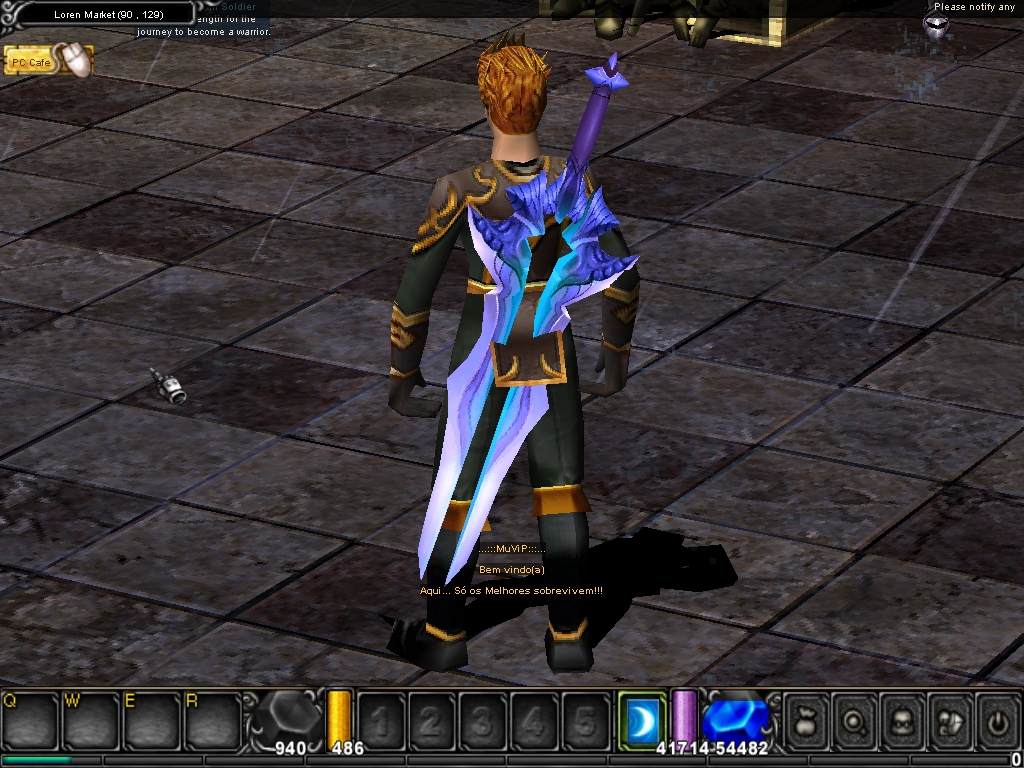 Loren Market (90 , 129)
Soldier
for the
journey to become a warrior.
Please notify any
PC Cafe
...:::MuViP:::...
Bem vindo(a)
Aqui... Só os Melhores sobrevivem!!!
Q W E R 1 2 3 4 5
940 486 41714 54482
0